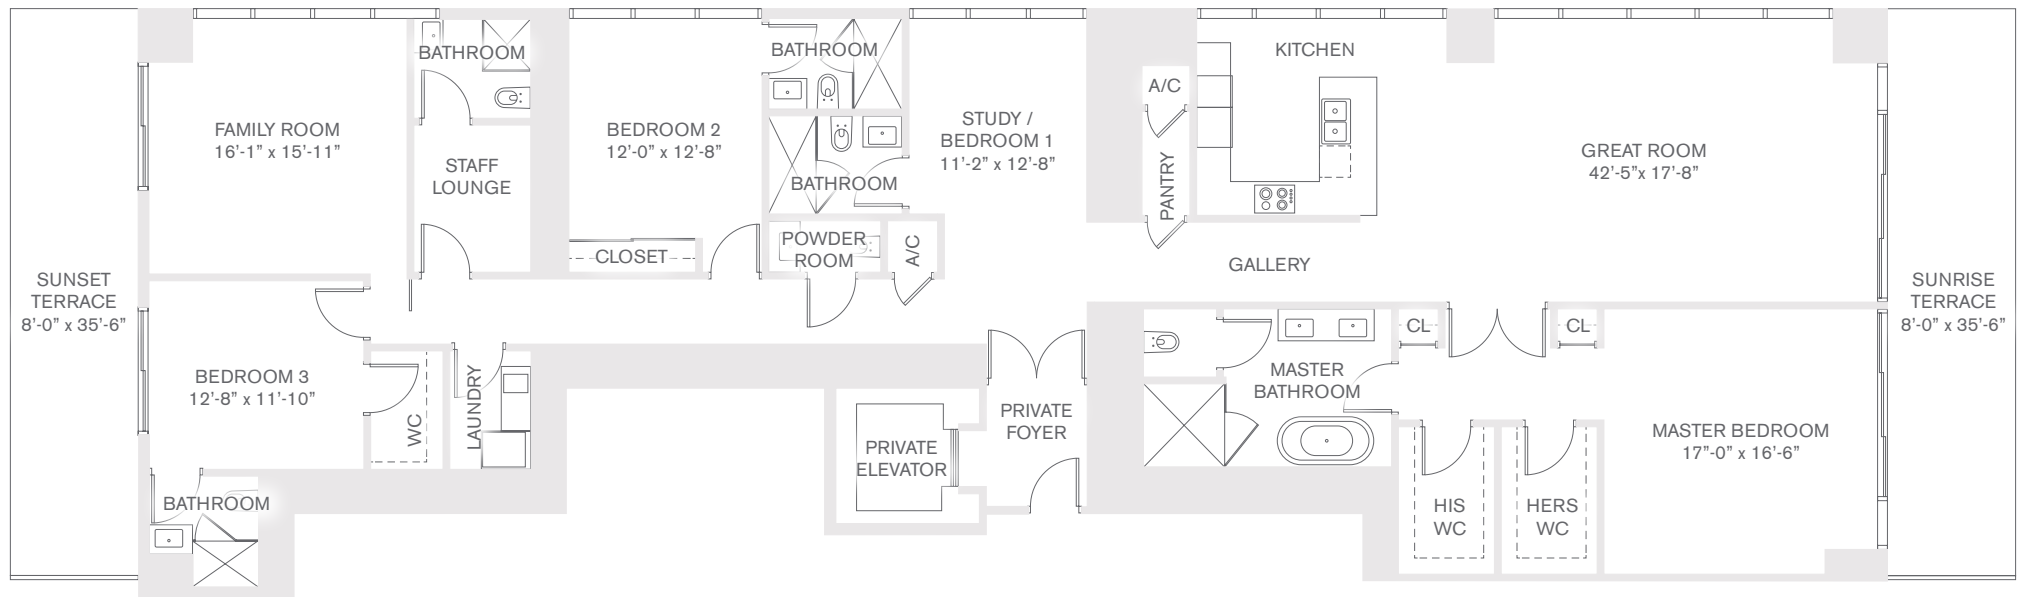 SUNSET
TERRACE
8'-0" x 35'-6"
FAMILY ROOM
16'-1" x 15'-11"
BATHROOM
STAFF
LOUNGE
BEDROOM 2
12'-0" x 12'-8"
CLOSET
BATHROOM
BATHROOM
POWDER
ROOM
A/C
STUDY /
BEDROOM 1
11'-2" x 12'-8"
A/C
PANTRY
KITCHEN
GALLERY
GREAT ROOM
42'-5"x 17'-8"
SUNRISE
TERRACE
8'-0" x 35'-6"
BEDROOM 3
12'-8" x 11'-10"
WC
LAUNDRY
BATHROOM
PRIVATE
ELEVATOR
PRIVATE
FOYER
MASTER
BATHROOM
CL
CL
HIS
WC
HERS
WC
MASTER BEDROOM
17"-0" x 16'-6"